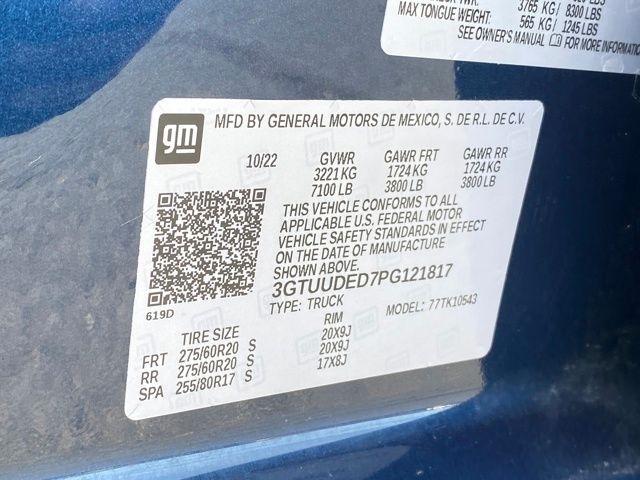 3765 KG / 8300 LBS
MAX TONGUE WEIGHT: 565 KG / 1245 LBS
SEE OWNER'S MANUAL FOR MORE INFORMATION
gm
MFD BY GENERAL MOTORS DE MEXICO, S. DE R.L. DE C.V.
10/22 GVWR GAWR FRT GAWR RR
3221 KG 1724 KG 1724 KG
7100 LB 3800 LB 3800 LB
THIS VEHICLE CONFORMS TO ALL
APPLICABLE U.S. FEDERAL MOTOR
VEHICLE SAFETY STANDARDS IN EFFECT
ON THE DATE OF MANUFACTURE
SHOWN ABOVE.
3GTUUDED7PG121817
619D TYPE: TRUCK MODEL: 77TK10543
TIRE SIZE RIM
FRT 275/60R20 S 20X9J
RR 275/60R20 S 20X9J
SPA 255/80R17 S 17X8J